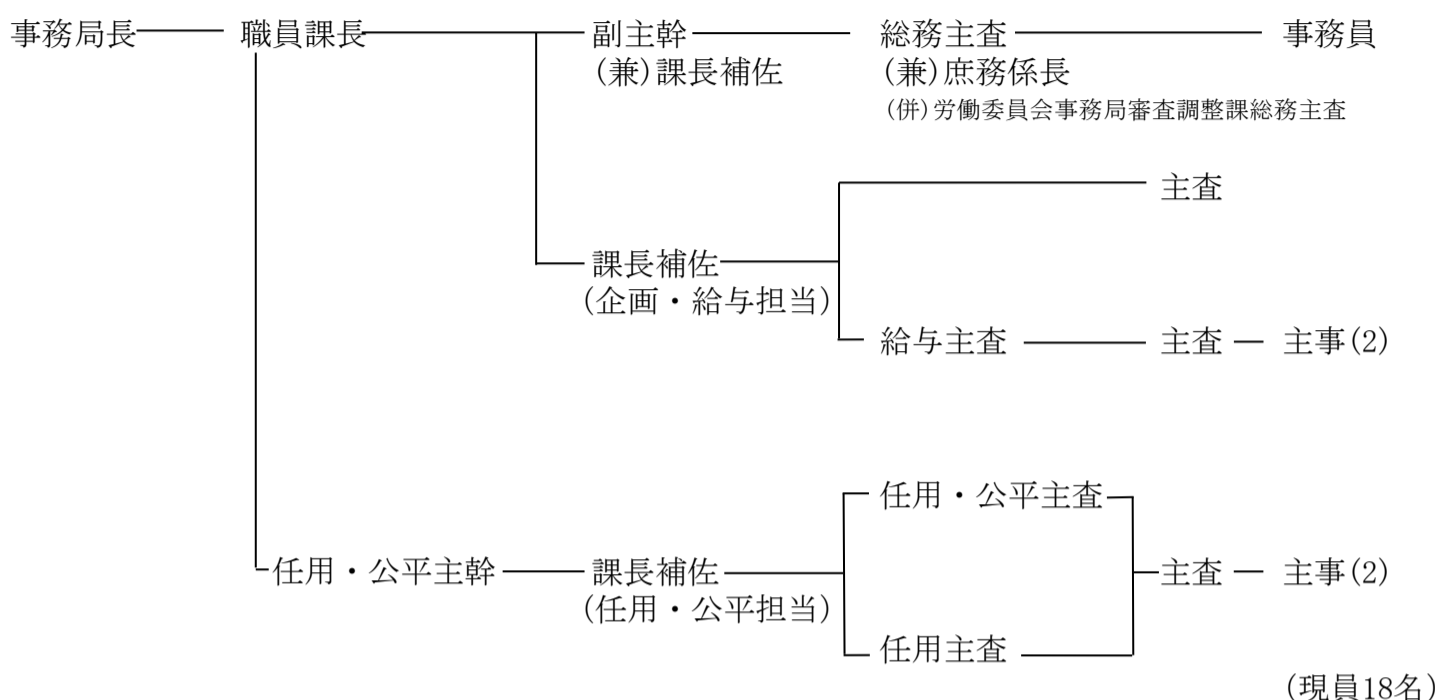 事務局長 職員課長 副主幹 総務主査 事務員
(兼)課長補佐 (兼)庶務係長
(併)労働委員会事務局審査調整課総務主査
主査
課長補佐
(企画・給与担当)
給与主査 主査 主事(2)
任用・公平主査
任用・公平主幹 課長補佐 主査 主事(2)
(任用・公平担当)
任用主査
(現員18名)